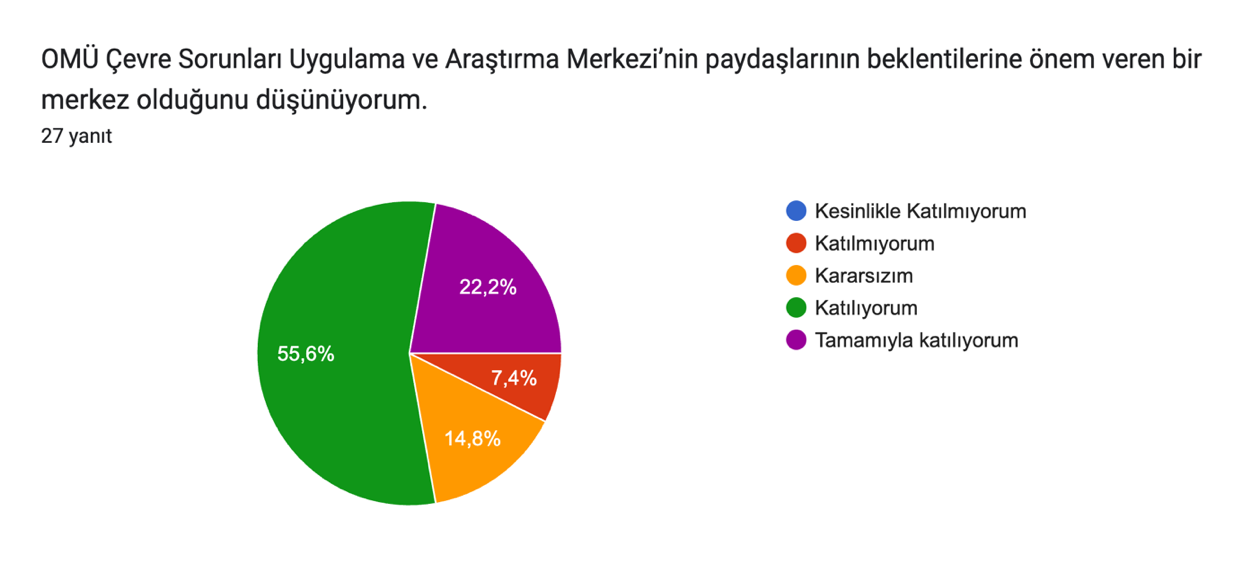 OMÜ Çevre Sorunları Uygulama ve Araştırma Merkezi’nin paydaşlarının beklentilerine önem veren bir
merkez olduğunu düşünüyorum.
27 yanıt
22,2%
55,6%
7,4%
14,8%
Kesinlikle Katılmıyorum
Katılmıyorum
Kararsızım
Katılıyorum
Tamamıyla katılıyorum